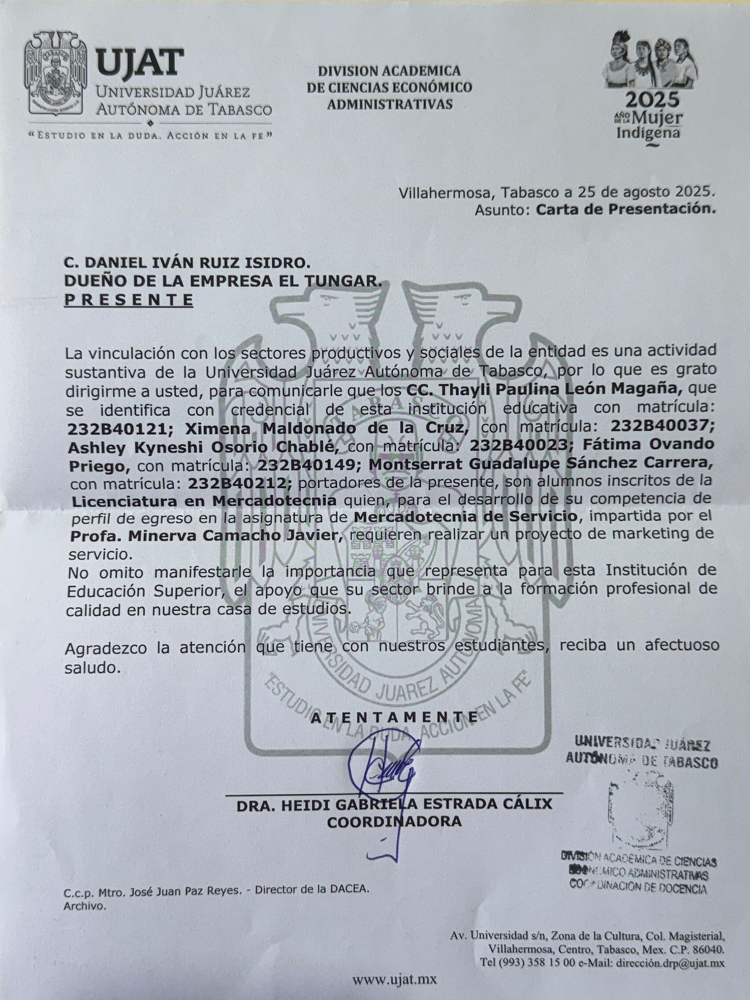 UJAT
UNIVERSIDAD JUÁREZ
AUTÓNOMA DE TABASCO
“ESTUDIO EN LA DUDA. ACCIÓN EN LA FE”
DIVISION ACADEMICA
DE CIENCIAS ECONÓMICO
ADMINISTRATIVAS
2025
AÑO DE LA Mujer
Indígena
Villahermosa, Tabasco a 25 de agosto 2025.
Asunto: Carta de Presentación.
C. DANIEL IVÁN RUIZ ISIDRO.
DUEÑO DE LA EMPRESA EL TUNGAR.
P R E S E N T E
La vinculación con los sectores productivos y sociales de la entidad es una actividad
sustantiva de la Universidad Juárez Autónoma de Tabasco, por lo que es grato
dirigirme a usted, para comunicarle que los CC. Thayli Paulina León Magaña, que
se identifica con credencial de esta institución educativa con matrícula:
232B40121; Ximena Maldonado de la Cruz, con matrícula: 232B40037;
Ashley Kyneshi Osorio Chablé, con matrícula: 232B40023; Fátima Ovando
Priego, con matrícula: 232B40149; Montserrat Guadalupe Sánchez Carrera,
con matrícula: 232B40212; portadores de la presente, son alumnos inscritos de la
Licenciatura en Mercadotecnia quien, para el desarrollo de su competencia de
perfil de egreso en la asignatura de Mercadotecnia de Servicio, impartida por el
Profa. Minerva Camacho Javier, requieren realizar un proyecto de marketing de
servicio.
No omito manifestarle la importancia que representa para esta Institución de
Educación Superior, el apoyo que su sector brinde a la formación profesional de
calidad en nuestra casa de estudios.
Agradezco la atención que tiene con nuestros estudiantes, reciba un afectuoso
saludo.
TABASCO
UNIVERSIDAD JUAREZ AUTONOMA
“ESTUDIO EN LA DUDA. ACCION EN LA FE”
A T E N T A M E N T E
DRA. HEIDI GABRIELA ESTRADA CÁLIX
COORDINADORA
UNIVERSIDAD JUÁREZ
AUTÓNOMA DE TABASCO
DIVISIÓN ACADÉMICA DE CIENCIAS
ECONÓMICO ADMINISTRATIVAS
COORDINACIÓN DE DOCENCIA
C.c.p. Mtro. José Juan Paz Reyes. - Director de la DACEA.
Archivo.
Av. Universidad s/n, Zona de la Cultura, Col. Magisterial,
Villahermosa, Centro, Tabasco, Mex. C.P. 86040.
Tel (993) 358 15 00 e-Mail: dirección.drp@ujat.mx
www.ujat.mx